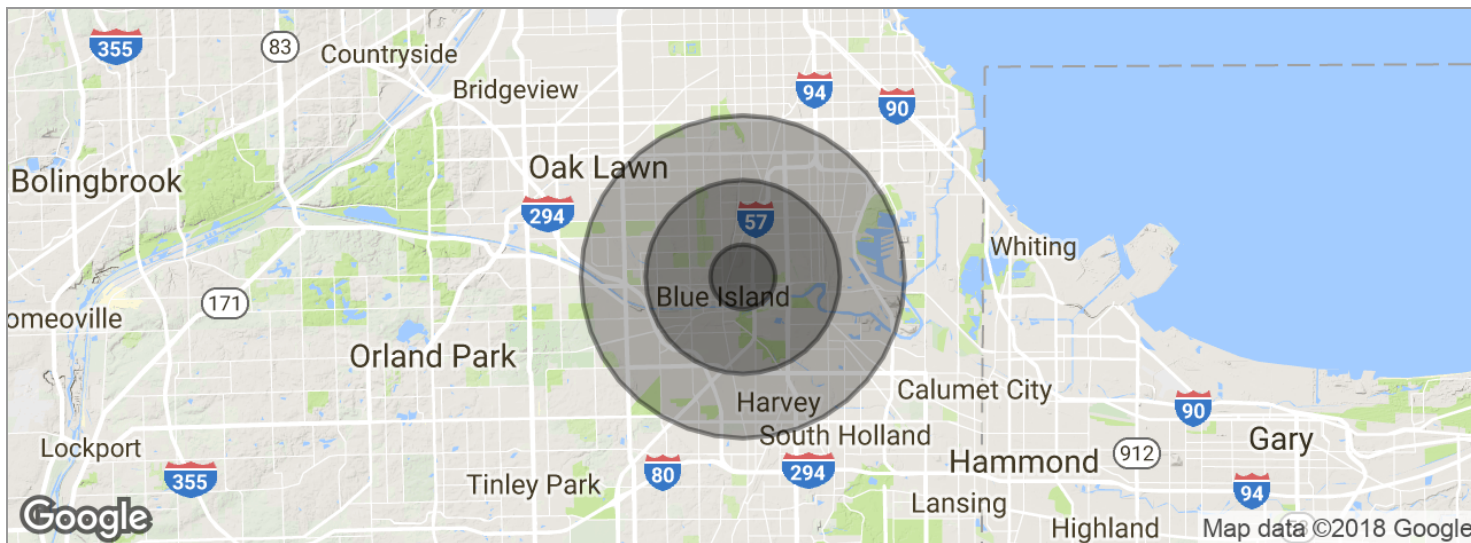 355
83
Countryside
Bridgeview
94
90
Oak Lawn
Bolingbrook
294
57
Whiting
171
Blue Island
omeoville
Orland Park
Calumet City
Harvey
90
South Holland
Gary
Lockport
912
Hammond
355
Tinley Park
80
294
94
Lansing
Google
Highland
Map data ©2018 Google